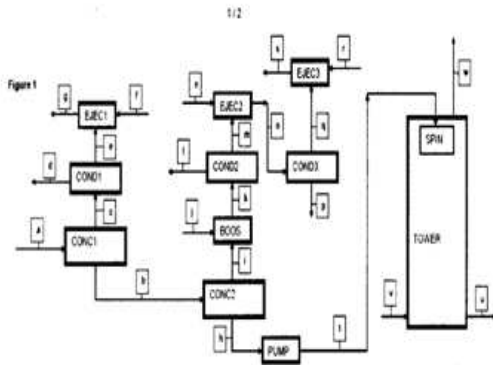 1 / 2
Figure 1
s
r
EJEC3
g
f
EJEC1
EJEC2
n
w
SPIN
e
m
q
d
COND1
l
COND2
COND3
c
k
p
A
CONC1
j
BOOS
TOWER
b
i
CONC2
v
u
h
PUMP
t